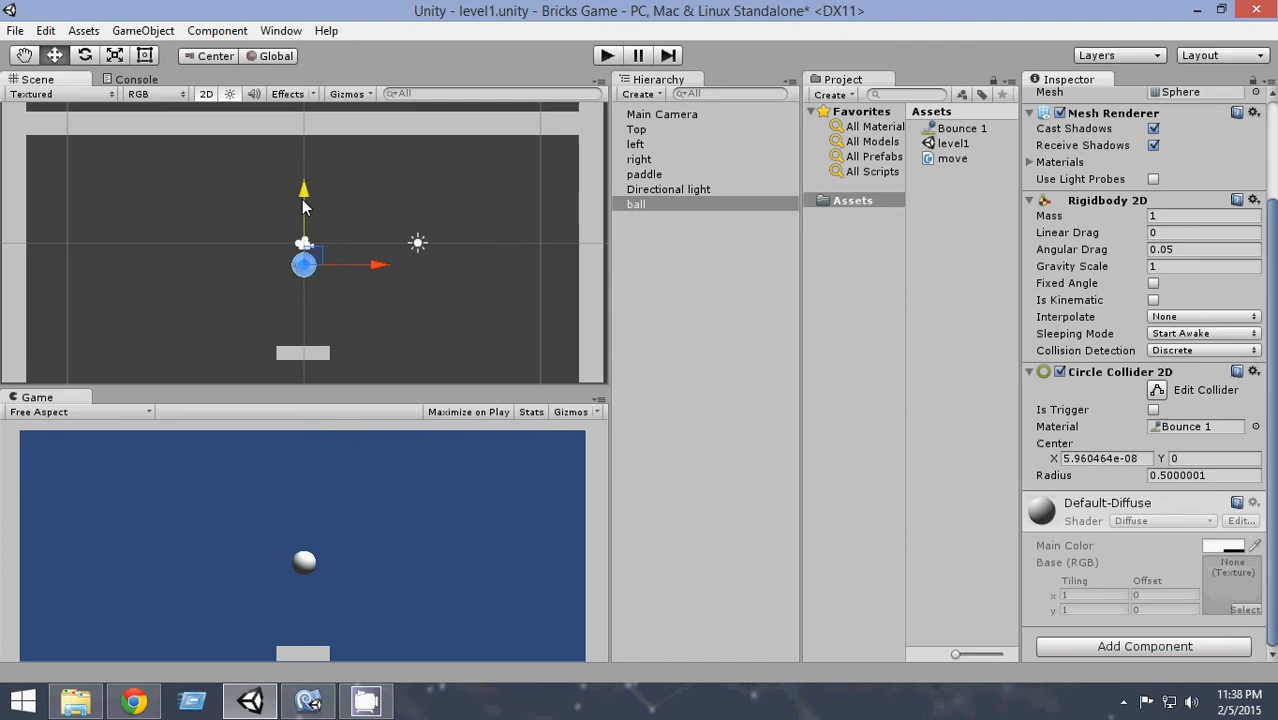 Unity - level1.unity - Bricks Game - PC, Mac & Linux Standalone* <DX11>
File Edit Assets GameObject Component Window Help
Center Global Layers Layout
Scene Console
Textured RGB 2D Effects Gizmos All
Hierarchy
Create All
Main Camera
Top
left
right
paddle
Directional light
ball
Project
Create
Favorites
All Material
All Models
All Prefabs
All Scripts
Assets
Assets
Bounce 1
level1
move
Inspector
Mesh Sphere
Mesh Renderer
Cast Shadows
Receive Shadows
Materials
Use Light Probes
Rigidbody 2D
Mass 1
Linear Drag 0
Angular Drag 0.05
Gravity Scale 1
Fixed Angle
Is Kinematic
Interpolate None
Sleeping Mode Start Awake
Collision Detection Discrete
Circle Collider 2D
Edit Collider
Is Trigger
Material Bounce 1
Center
X 5.960464e-08 Y 0
Radius 0.5000001
Default-Diffuse
Shader Diffuse Edit...
Main Color
Base (RGB) None
(Texture)
Tiling Offset
x 1 0
y 1 0
Select
Add Component
Game
Free Aspect Maximize on Play Stats Gizmos
11:38 PM
2/5/2015